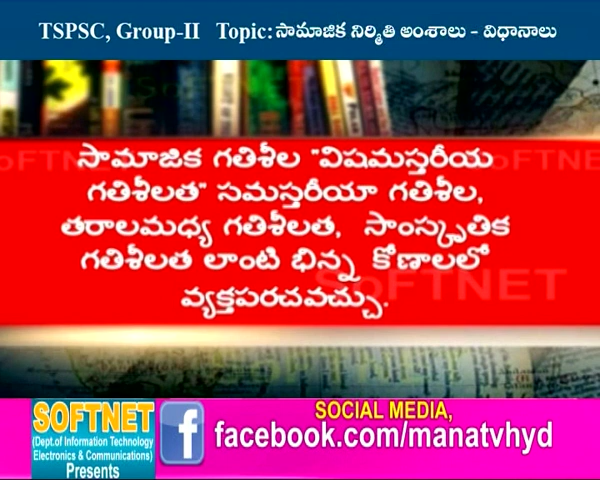 TSPSC, Group-II Topic: సామాజిక నిర్మితి అంశాలు - విధానాలు
సామాజిక గతిశీల "విషమస్తరీయ
గతిశీలత" సమస్తరీయా గతిశీల,
తరాలమధ్య గతిశీలత, సాంస్కృతిక
గతిశీలత లాంటి భిన్న కోణాలలో
వ్యక్తపరచవచ్చు.
SOFTNET
SOFTNET
(Dept.of Information Technology
Electronics & Communications)
Presents
f
SOCIAL MEDIA,
facebook.com/manatvhyd